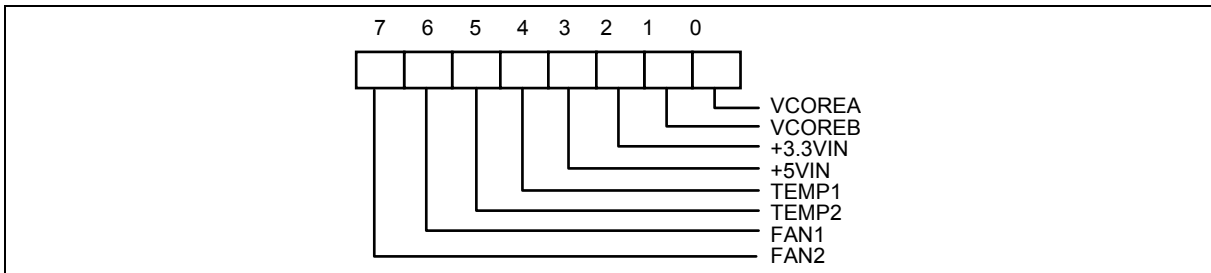 7 6 5 4 3 2 1 0
VCOREA
VCOREB
+3.3VIN
+5VIN
TEMP1
TEMP2
FAN1
FAN2